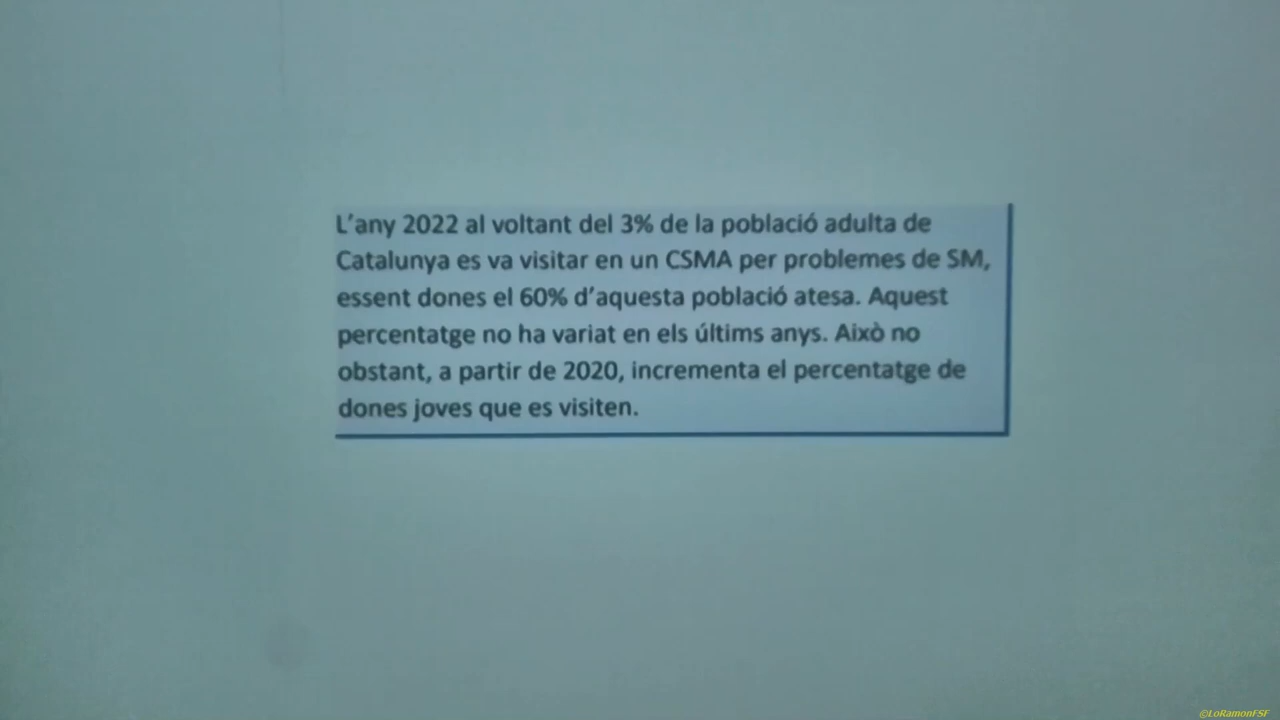 L'any 2022 al voltant del 3% de la població adulta de
Catalunya es va visitar en un CSMA per problemes de SM,
essent dones el 60% d'aquesta població atesa. Aquest
percentatge no ha variat en els últims anys. Això no
obstant, a partir de 2020, incrementa el percentatge de
dones joves que es visiten.
©LoRamonFSF